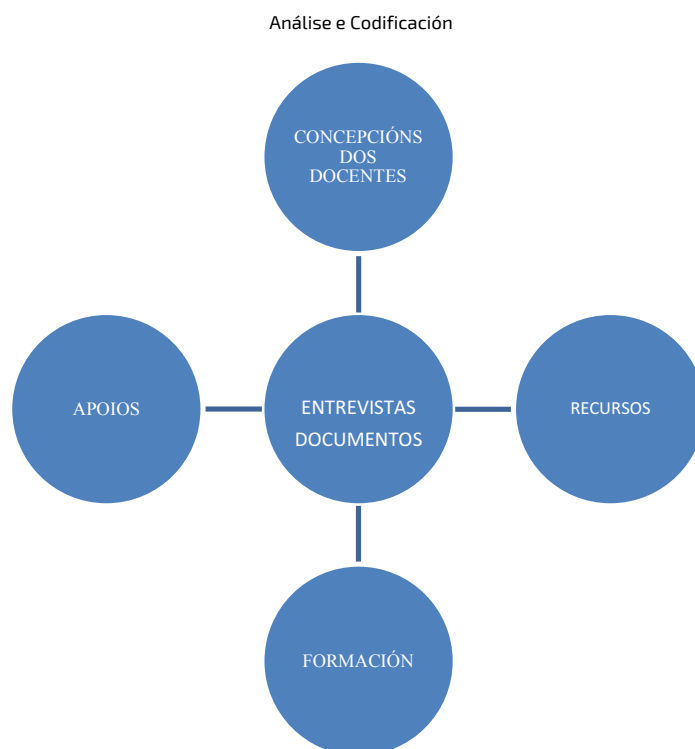 Análise e Codificación
CONCEPCIÓNS
DOS
DOCENTES
APOIOS
ENTREVISTAS
DOCUMENTOS
RECURSOS
FORMACIÓN